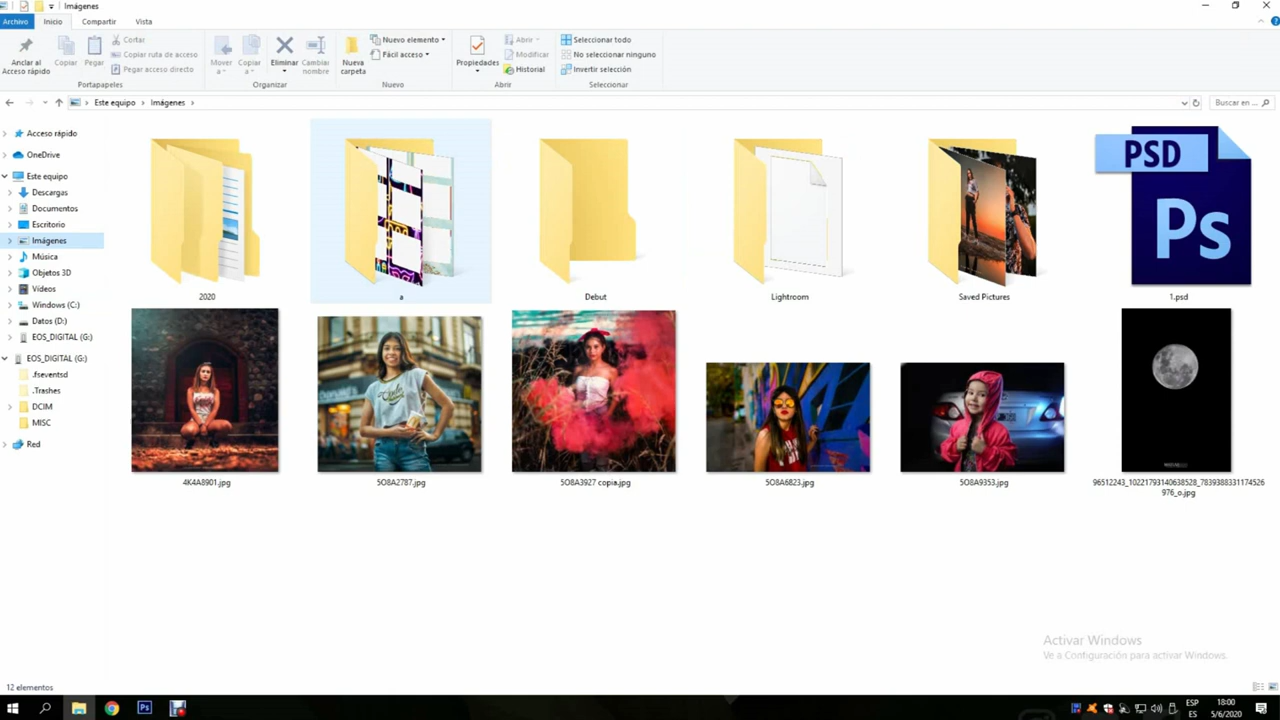 Imágenes
Archivo Inicio Compartir Vista
Anclar al Acceso rápido
Copiar
Pegar
Cortar
Copiar ruta de acceso
Pegar acceso directo
Portapapeles
Mover a
Copiar a
Eliminar
Cambiar nombre
Organizar
Nueva carpeta
Nuevo elemento
Fácil acceso
Nuevo
Propiedades
Abrir
Modificar
Historial
Abrir
Seleccionar todo
No seleccionar ninguno
Invertir selección
Seleccionar
Este equipo > Imágenes >
Buscar en ...
Acceso rápido
OneDrive
Este equipo
Descargas
Documentos
Escritorio
Imágenes
Música
Objetos 3D
Vídeos
Windows (C:)
Datos (D:)
EOS_DIGITAL (G:)
EOS_DIGITAL (G:)
.fseventsd
.Trashes
DCIM
MISC
Red
PSD
Ps
2020
a
Debut
Lightroom
Saved Pictures
1.psd
4K4A8901.jpg
5O8A2787.jpg
5O8A3927 copia.jpg
5O8A6823.jpg
5O8A9353.jpg
96512243_10221793140638528_7839388331174526
976_o.jpg
Activar Windows
Ve a Configuración para activar Windows.
12 elementos
Ps
ESP
ES
18:00
5/6/2020